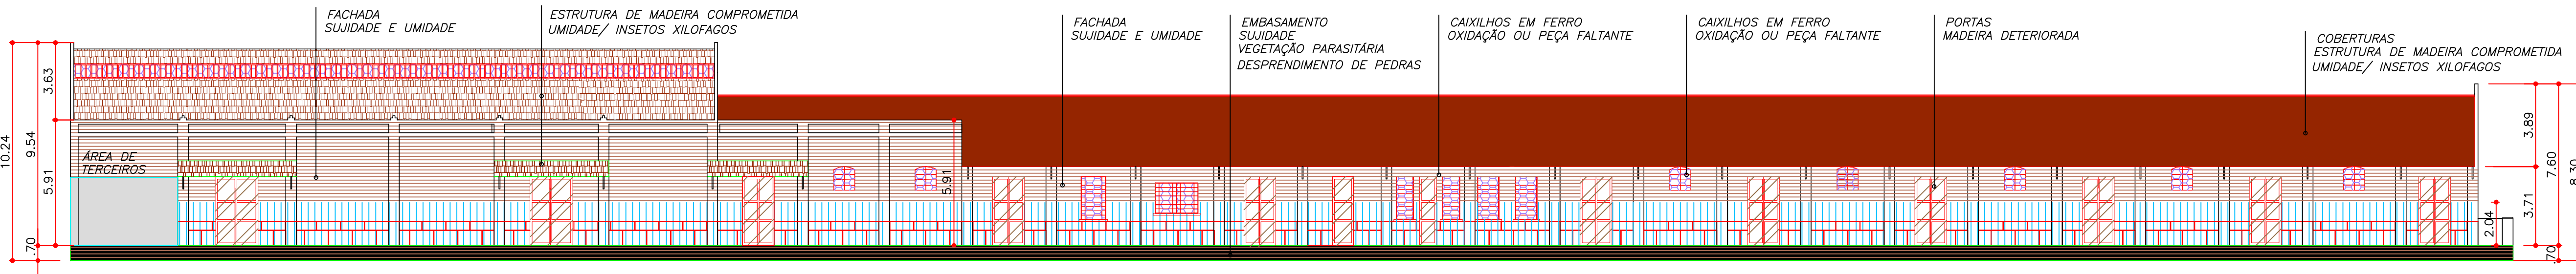 FACHADA
SUJIDADE E UMIDADE
ESTRUTURA DE MADEIRA COMPROMETIDA
UMIDADE/ INSETOS XILOFAGOS
FACHADA
SUJIDADE E UMIDADE
EMBASAMENTO
SUJIDADE
VEGETAÇÃO PARASITÁRIA
DESPRENDIMENTO DE PEDRAS
CAIXILHOS EM FERRO
OXIDAÇÃO OU PEÇA FALTANTE
CAIXILHOS EM FERRO
OXIDAÇÃO OU PEÇA FALTANTE
PORTAS
MADEIRA DETERIORADA
COBERTURAS
ESTRUTURA DE MADEIRA COMPROMETIDA
UMIDADE/ INSETOS XILOFAGOS
10.24
9.54
3.63
5.91
.70
ÁREA DE
TERCEIROS
5.91
2.04
3.89
3.71
7.60
.70
8.30